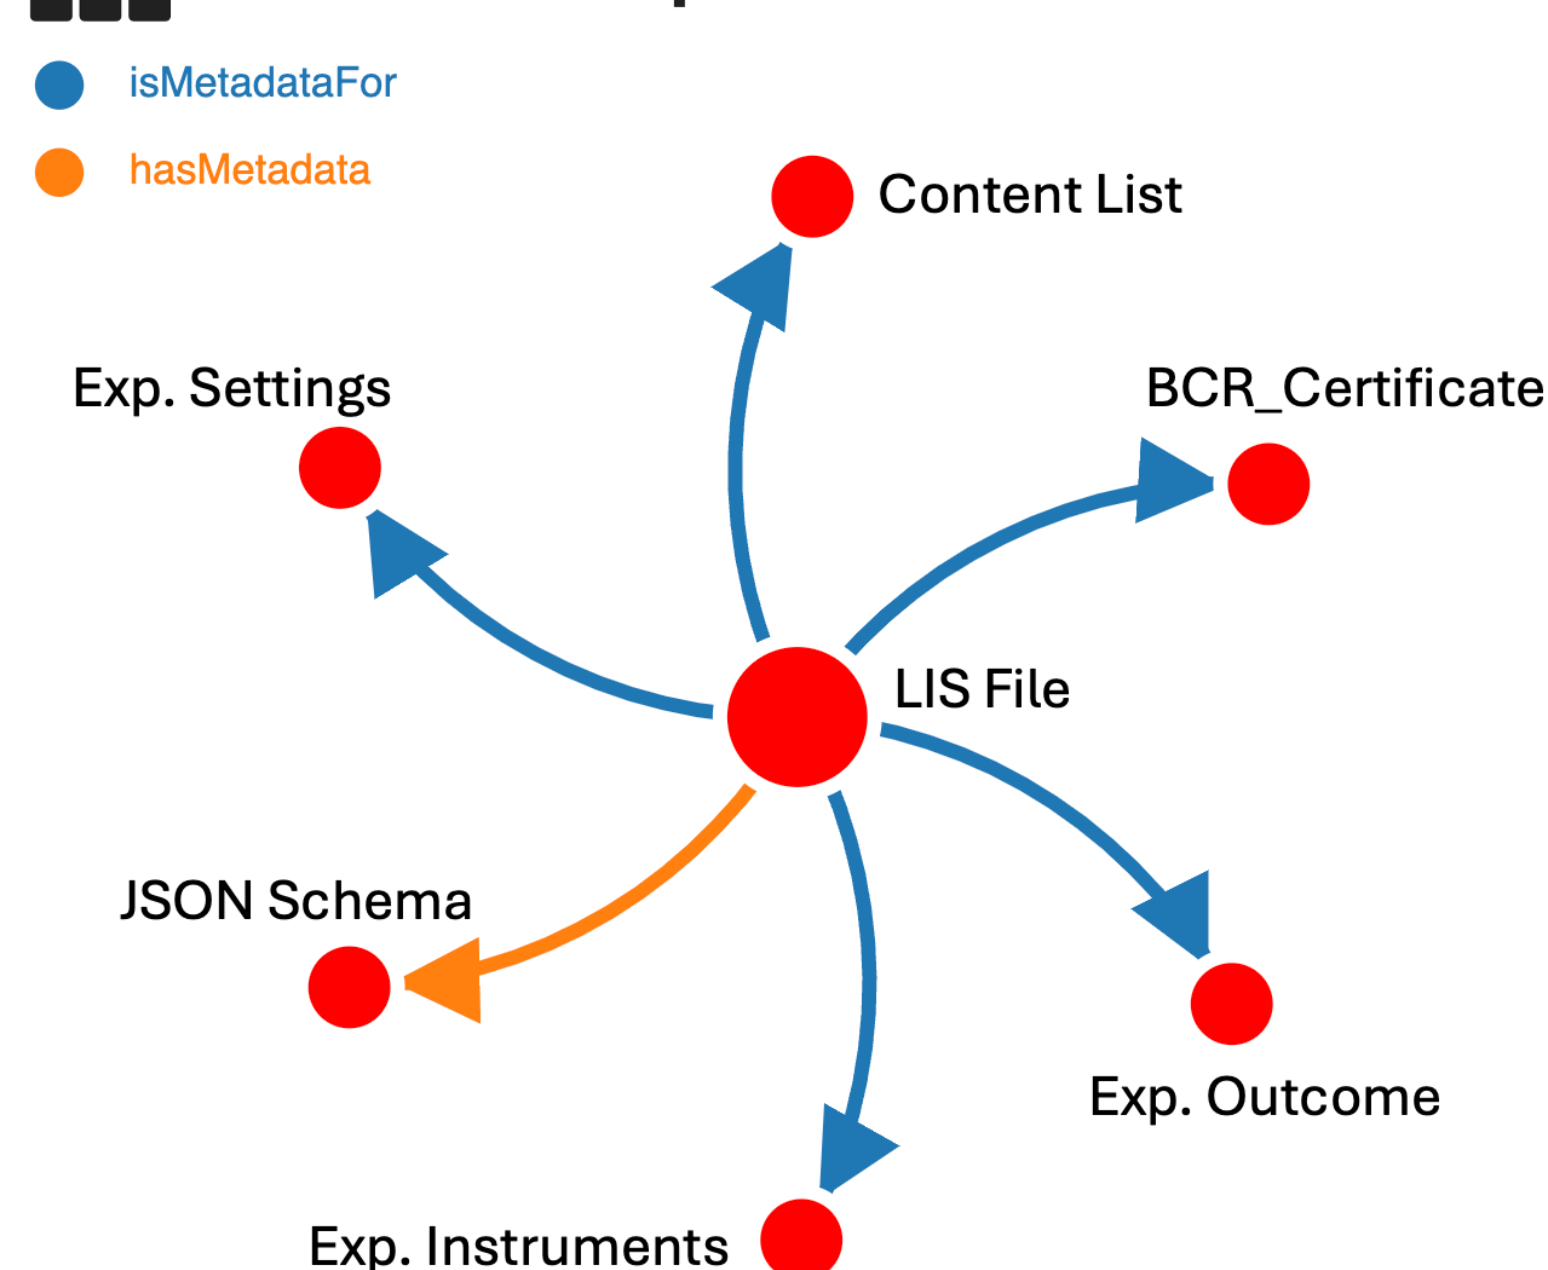 isMetadataFor
hasMetadata
Content List
Exp. Settings
BCR_Certificate
LIS File
JSON Schema
Exp. Outcome
Exp. Instruments